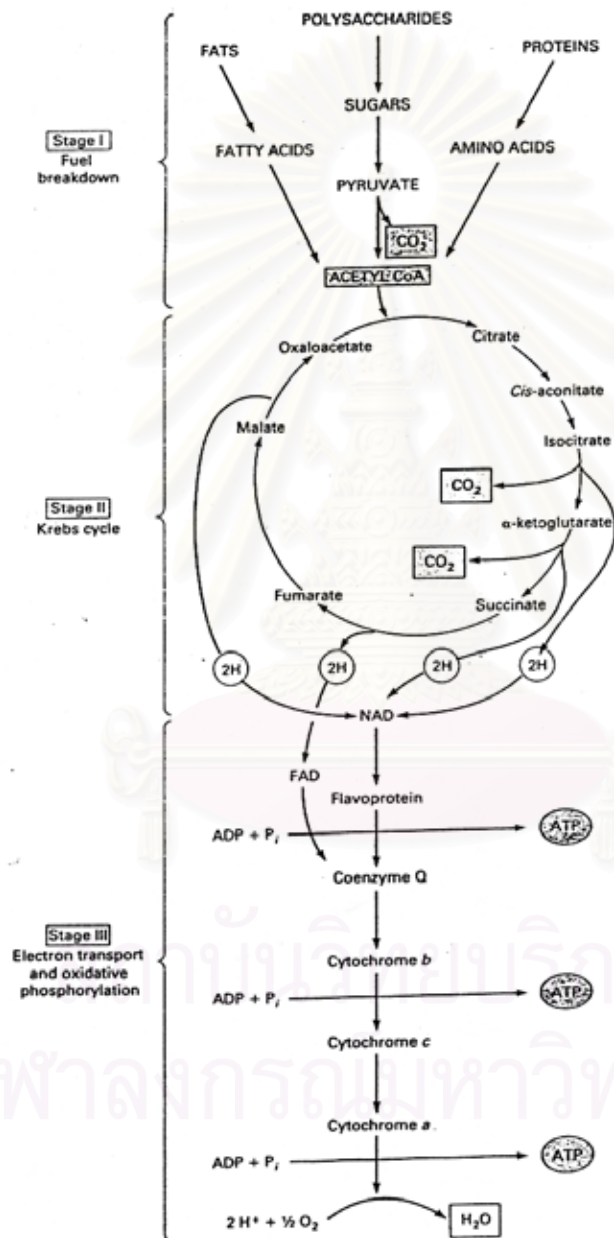 POLYSACCHARIDES
FATS
PROTEINS
SUGARS
Stage I
Fuel
breakdown
FATTY ACIDS
AMINO ACIDS
PYRUVATE
CO₂
ACETYL CoA
Oxaloacetate
Citrate
Cis-aconitate
Malate
Isocitrate
CO₂
Stage II
Krebs cycle
α-ketoglutarate
CO₂
Fumarate
Succinate
2H
2H
2H
2H
NAD
FAD
Flavoprotein
ADP + Pᵢ
ATP
Coenzyme Q
Stage III
Electron transport
and oxidative
phosphorylation
Cytochrome b
ADP + Pᵢ
ATP
Cytochrome c
Cytochrome a
ADP + Pᵢ
ATP
2 H⁺ + ½ O₂
H₂O